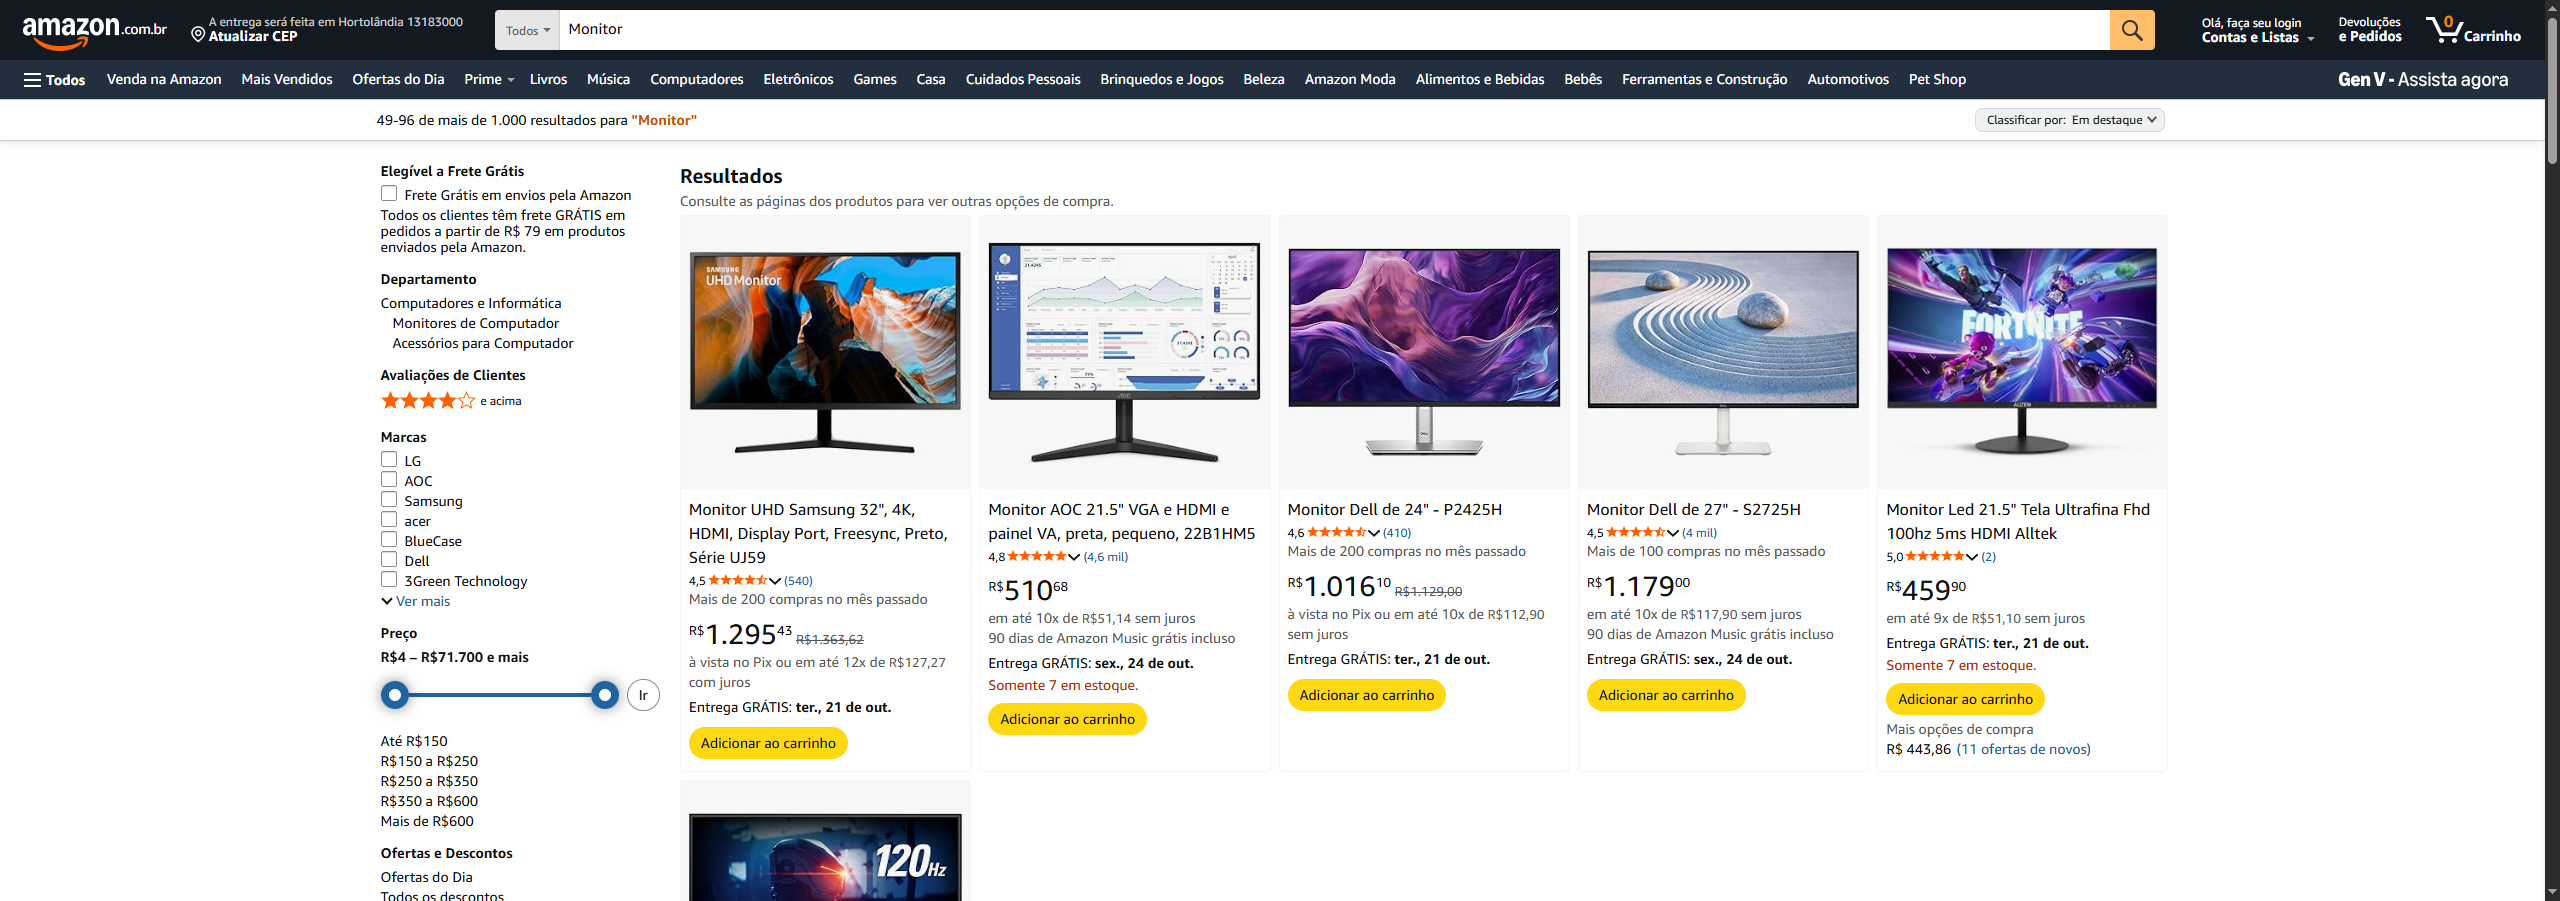 amazon.com.br
A entrega será feita em Hortolândia 13183000
Atualizar CEP
Todos
Monitor
Olá, faça seu login
Contas e Listas
Devoluções
e Pedidos
0
Carrinho
Todos
Venda na Amazon
Mais Vendidos
Ofertas do Dia
Prime
Livros
Música
Computadores
Eletrônicos
Games
Casa
Cuidados Pessoais
Brinquedos e Jogos
Beleza
Amazon Moda
Alimentos e Bebidas
Bebês
Ferramentas e Construção
Automotivos
Pet Shop
Gen V - Assista agora
49-96 de mais de 1.000 resultados para "Monitor"
Classificar por: Em destaque
Elegível a Frete Grátis
Frete Grátis em envios pela Amazon
Todos os clientes têm frete GRÁTIS em
pedidos a partir de R$ 79 em produtos
enviados pela Amazon.
Departamento
Computadores e Informática
Monitores de Computador
Acessórios para Computador
Avaliações de Clientes
e acima
Marcas
LG
AOC
Samsung
acer
BlueCase
Dell
3Green Technology
Ver mais
Preço
R$4 – R$71.700 e mais
Ir
Até R$150
R$150 a R$250
R$250 a R$350
R$350 a R$600
Mais de R$600
Ofertas e Descontos
Ofertas do Dia
Todos os descontos
Resultados
Consulte as páginas dos produtos para ver outras opções de compra.
SAMSUNG
UHD Monitor
Monitor UHD Samsung 32", 4K,
HDMI, Display Port, Freesync, Preto,
Série UJ59
4,5 (540)
Mais de 200 compras no mês passado
R$1.29543 R$1.363,62
à vista no Pix ou em até 12x de R$127,27
com juros
Entrega GRÁTIS: ter., 21 de out.
Adicionar ao carrinho
AOC
Monitor AOC 21.5" VGA e HDMI e
painel VA, preta, pequeno, 22B1HM5
4,8 (4,6 mil)
R$51068
em até 10x de R$51,14 sem juros
90 dias de Amazon Music grátis incluso
Entrega GRÁTIS: sex., 24 de out.
Somente 7 em estoque.
Adicionar ao carrinho
DELL
Monitor Dell de 24" - P2425H
4,6 (410)
Mais de 200 compras no mês passado
R$1.01610 R$1.129,00
à vista no Pix ou em até 10x de R$112,90
sem juros
Entrega GRÁTIS: ter., 21 de out.
Adicionar ao carrinho
Monitor Dell de 27" - S2725H
4,5 (4 mil)
Mais de 100 compras no mês passado
R$1.17900
em até 10x de R$117,90 sem juros
90 dias de Amazon Music grátis incluso
Entrega GRÁTIS: sex., 24 de out.
Adicionar ao carrinho
FORTNITE
ALLTEK
Monitor Led 21.5" Tela Ultrafina Fhd
100hz 5ms HDMI Alltek
5,0 (2)
R$45990
em até 9x de R$51,10 sem juros
Entrega GRÁTIS: ter., 21 de out.
Somente 7 em estoque.
Adicionar ao carrinho
Mais opções de compra
R$ 443,86 (11 ofertas de novos)
120Hz